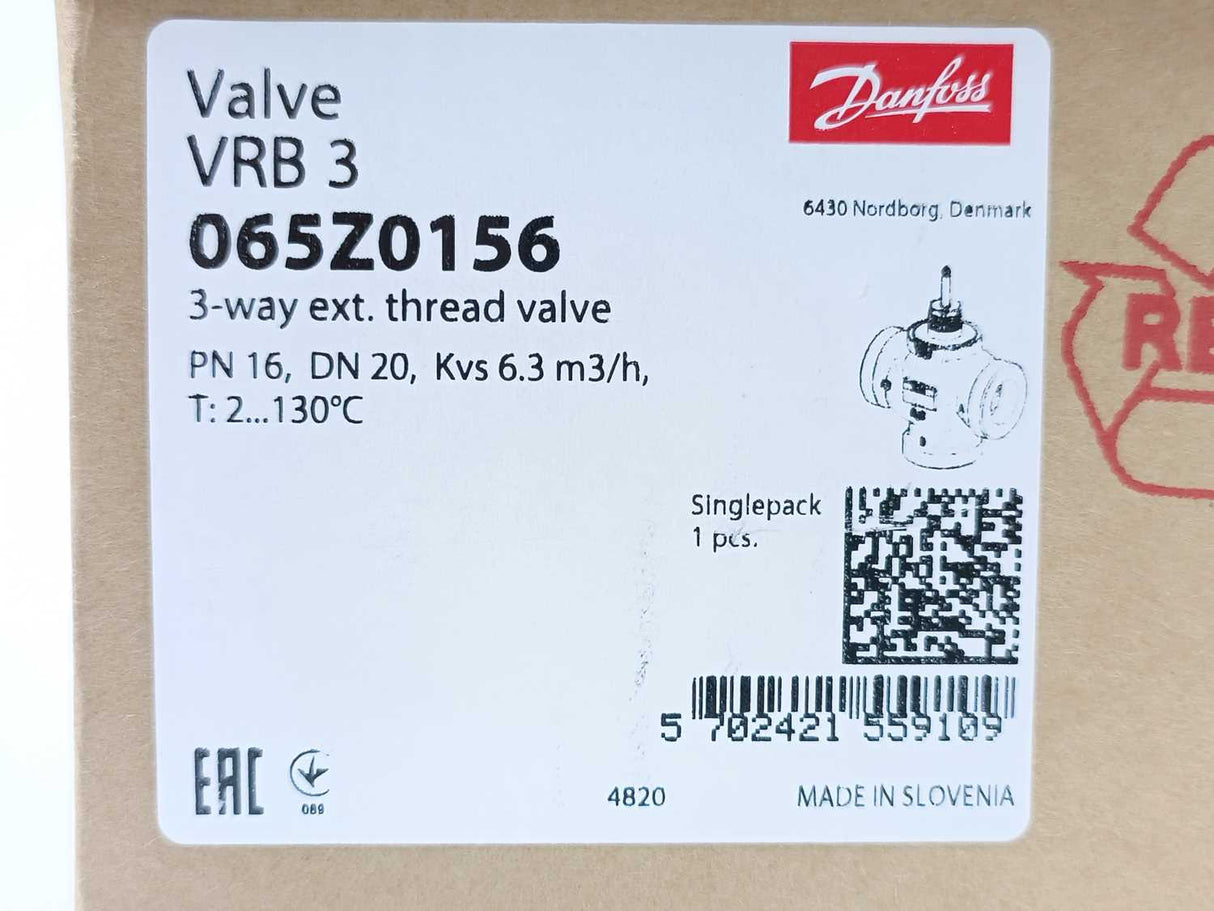 Valve
VRB 3
065Z0156
3-way ext. thread valve
PN 16, DN 20, Kvs 6.3 m3/h,
T: 2...130°C
Danfoss
6430 Nordborg, Denmark
Singlepack
1 pcs.
5 702421 559109
EAC
089
4820
MADE IN SLOVENIA